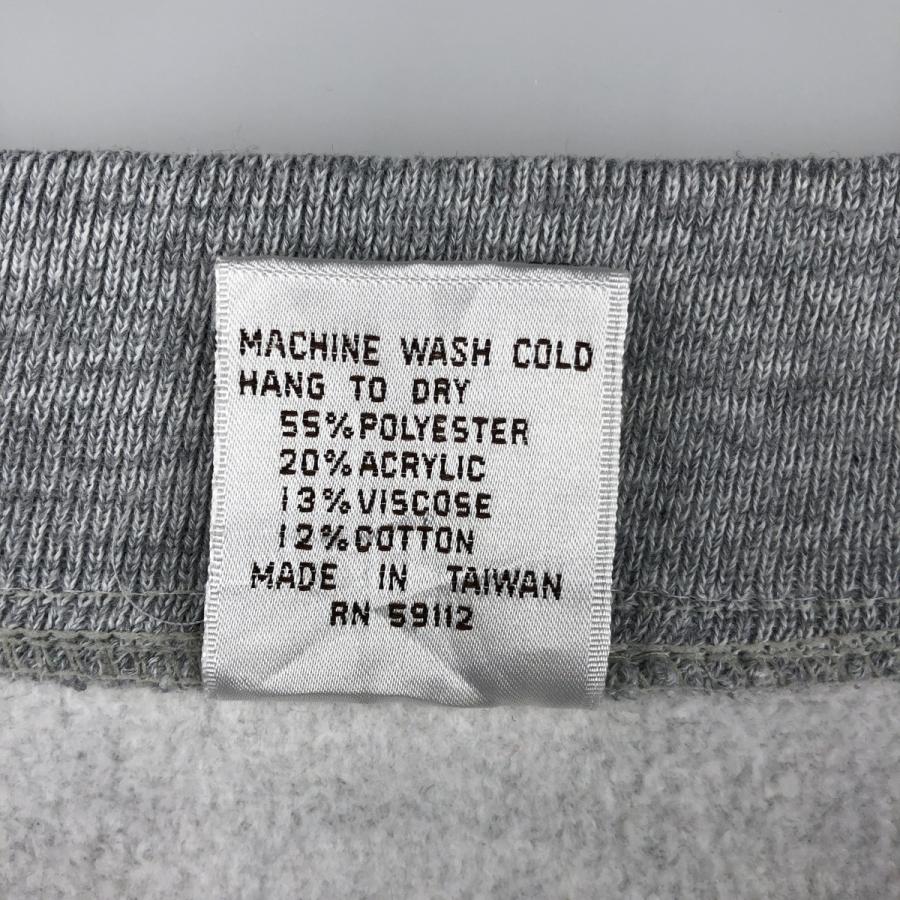 MACHINE WASH COLD
HANG TO DRY
55% POLYESTER
20% ACRYLIC
13% VISCOSE
12% COTTON
MADE IN TAIWAN
RN 59112